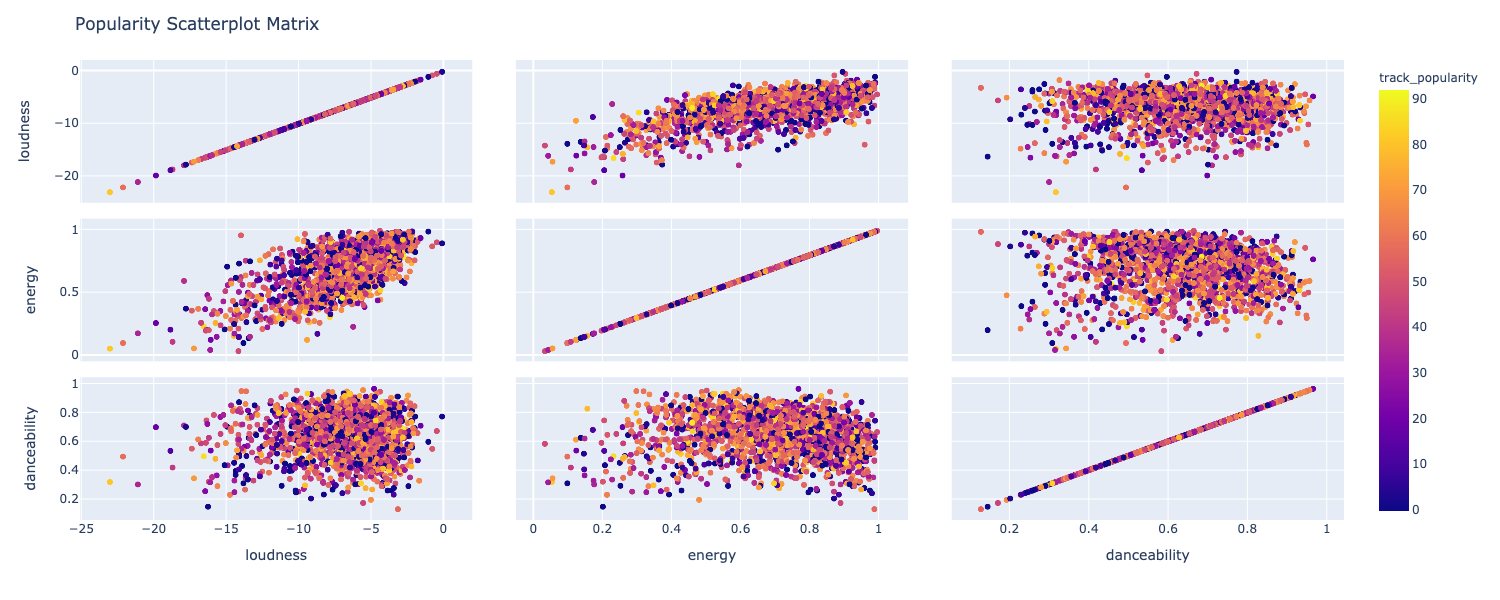 Popularity Scatterplot Matrix
track_popularity
loudness
0
−10
−20
energy
1
0.5
0
danceability
1
0.8
0.6
0.4
0.2
−25 −20 −15 −10 −5 0
0 0.2 0.4 0.6 0.8 1
0.2 0.4 0.6 0.8 1
loudness energy danceability
90
80
70
60
50
40
30
20
10
0